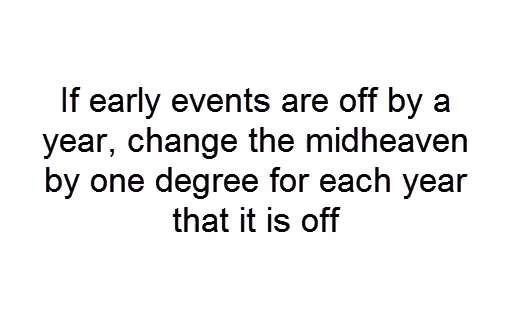 If early events are off by a
year, change the midheaven
by one degree for each year
that it is off